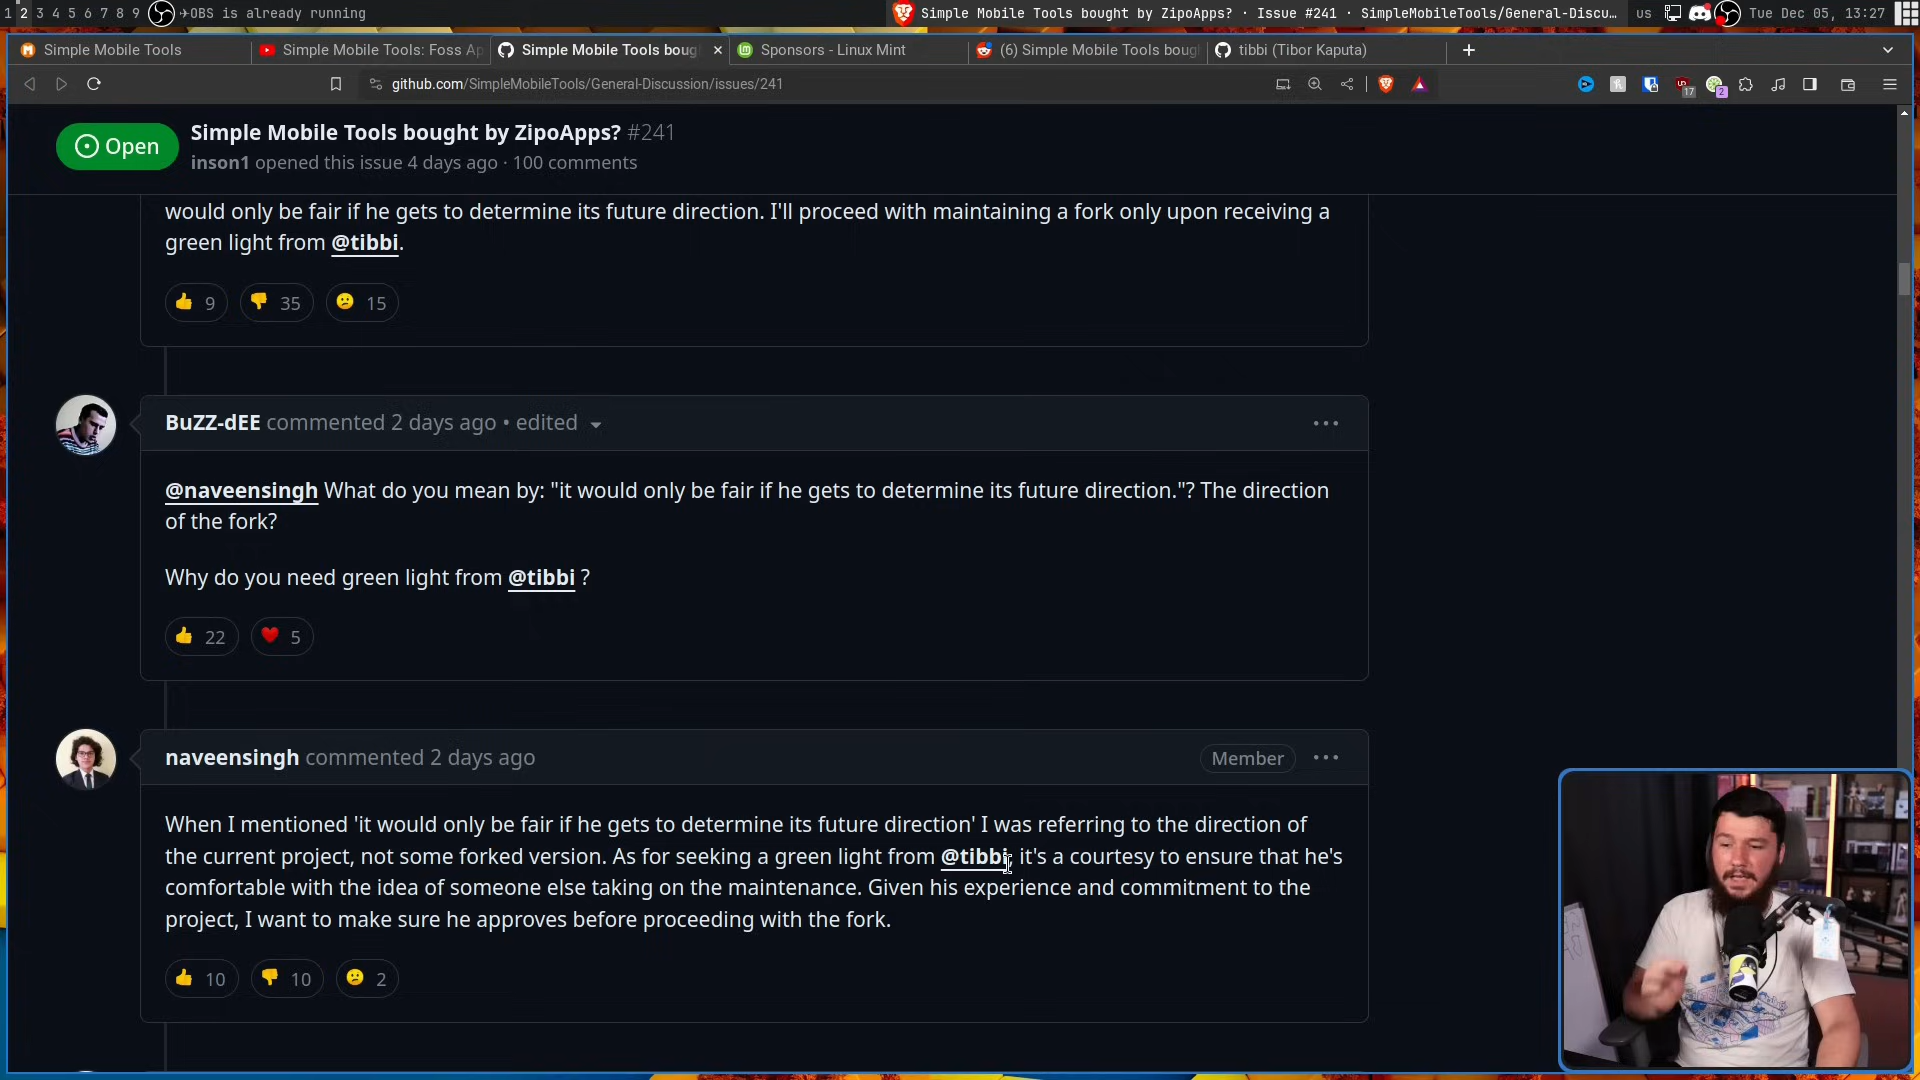 1 2 3 4 5 6 7 8 9 OBS is already running
Simple Mobile Tools bought by ZipoApps? · Issue #241 · SimpleMobileTools/General-Discu… us Tue Dec 05, 13:27
Simple Mobile Tools
Simple Mobile Tools: Foss Ap
Simple Mobile Tools boug
Sponsors - Linux Mint
(6) Simple Mobile Tools boug
tibbi (Tibor Kaputa)
github.com/SimpleMobileTools/General-Discussion/issues/241
17 2
Open
Simple Mobile Tools bought by ZipoApps? #241
inson1 opened this issue 4 days ago · 100 comments
would only be fair if he gets to determine its future direction. I'll proceed with maintaining a fork only upon receiving a
green light from @tibbi.
9 35 15
BuZZ-dEE commented 2 days ago • edited
@naveensingh What do you mean by: "it would only be fair if he gets to determine its future direction."? The direction
of the fork?
Why do you need green light from @tibbi ?
22 5
naveensingh commented 2 days ago
Member
When I mentioned 'it would only be fair if he gets to determine its future direction' I was referring to the direction of
the current project, not some forked version. As for seeking a green light from @tibbi, it's a courtesy to ensure that he's
comfortable with the idea of someone else taking on the maintenance. Given his experience and commitment to the
project, I want to make sure he approves before proceeding with the fork.
10 10 2